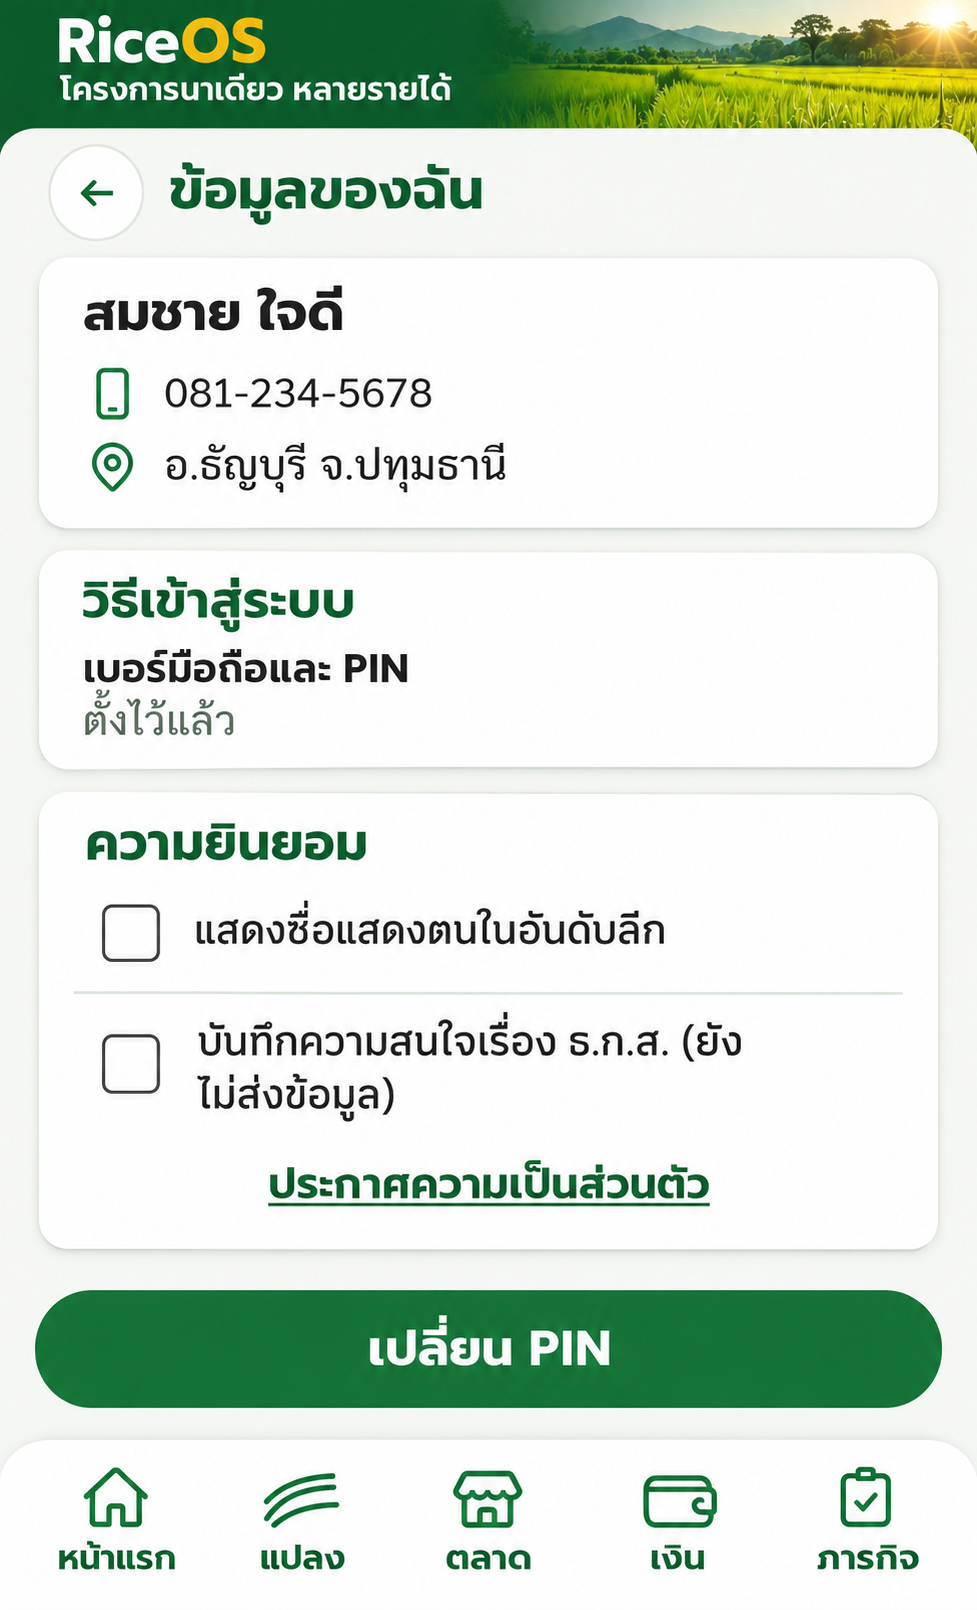 RiceOS
โครงการนาเดียว หลายรายได้
ข้อมูลของฉัน
สมชาย ใจดี
081-234-5678
อ.ธัญบุรี จ.ปทุมธานี
วิธีเข้าสู่ระบบ
เบอร์มือถือและ PIN
ตั้งไว้แล้ว
ความยินยอม
แสดงชื่อแสดงตนในอันดับลีก
บันทึกความสนใจเรื่อง ธ.ก.ส. (ยัง
ไม่ส่งข้อมูล)
ประกาศความเป็นส่วนตัว
เปลี่ยน PIN
หน้าแรก
แปลง
ตลาด
เงิน
ภารกิจ